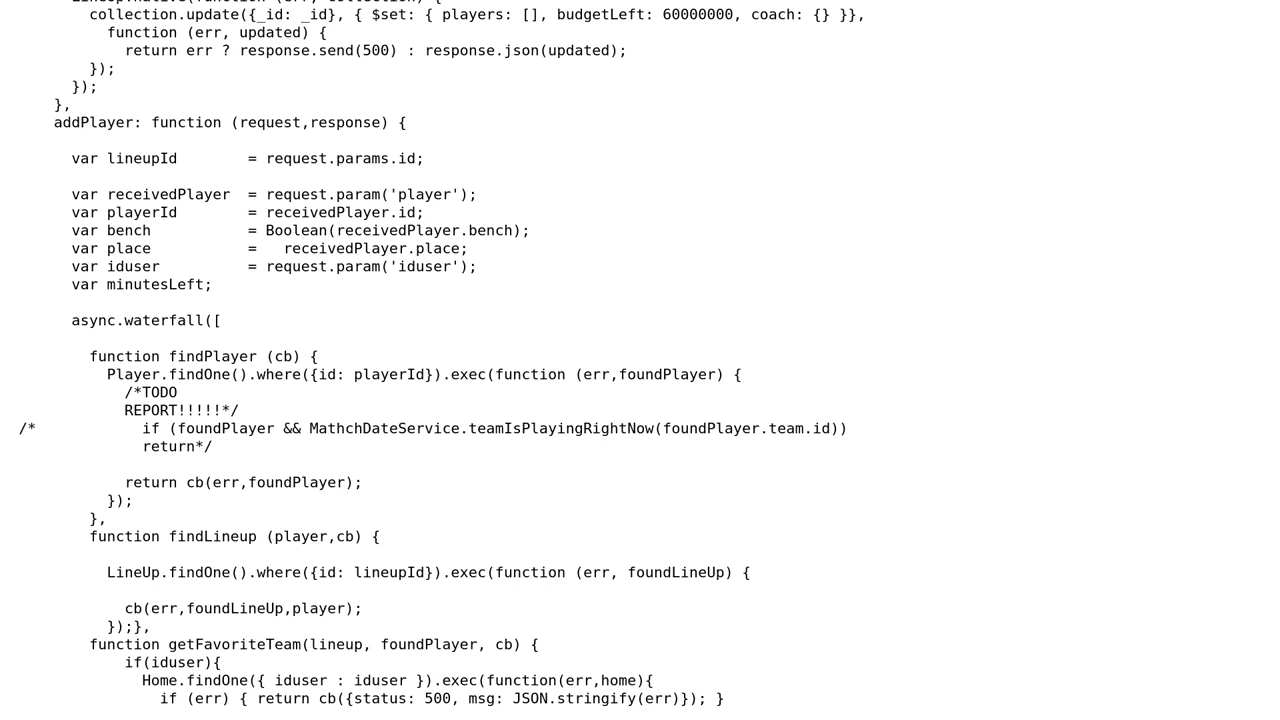 collection.update({_id: _id}, { $set: { players: [], budgetLeft: 60000000, coach: {} }},
function (err, updated) {
return err ? response.send(500) : response.json(updated);
});
});
},
addPlayer: function (request,response) {
var lineupId = request.params.id;
var receivedPlayer = request.param('player');
var playerId = receivedPlayer.id;
var bench = Boolean(receivedPlayer.bench);
var place = receivedPlayer.place;
var iduser = request.param('iduser');
var minutesLeft;
async.waterfall([
function findPlayer (cb) {
Player.findOne().where({id: playerId}).exec(function (err,foundPlayer) {
/*TODO
REPORT!!!!!*/
/* if (foundPlayer && MathchDateService.teamIsPlayingRightNow(foundPlayer.team.id))
return*/
return cb(err,foundPlayer);
});
},
function findLineup (player,cb) {
LineUp.findOne().where({id: lineupId}).exec(function (err, foundLineUp) {
cb(err,foundLineUp,player);
});},
function getFavoriteTeam(lineup, foundPlayer, cb) {
if(iduser){
Home.findOne({ iduser : iduser }).exec(function(err,home){
if (err) { return cb({status: 500, msg: JSON.stringify(err)}); }